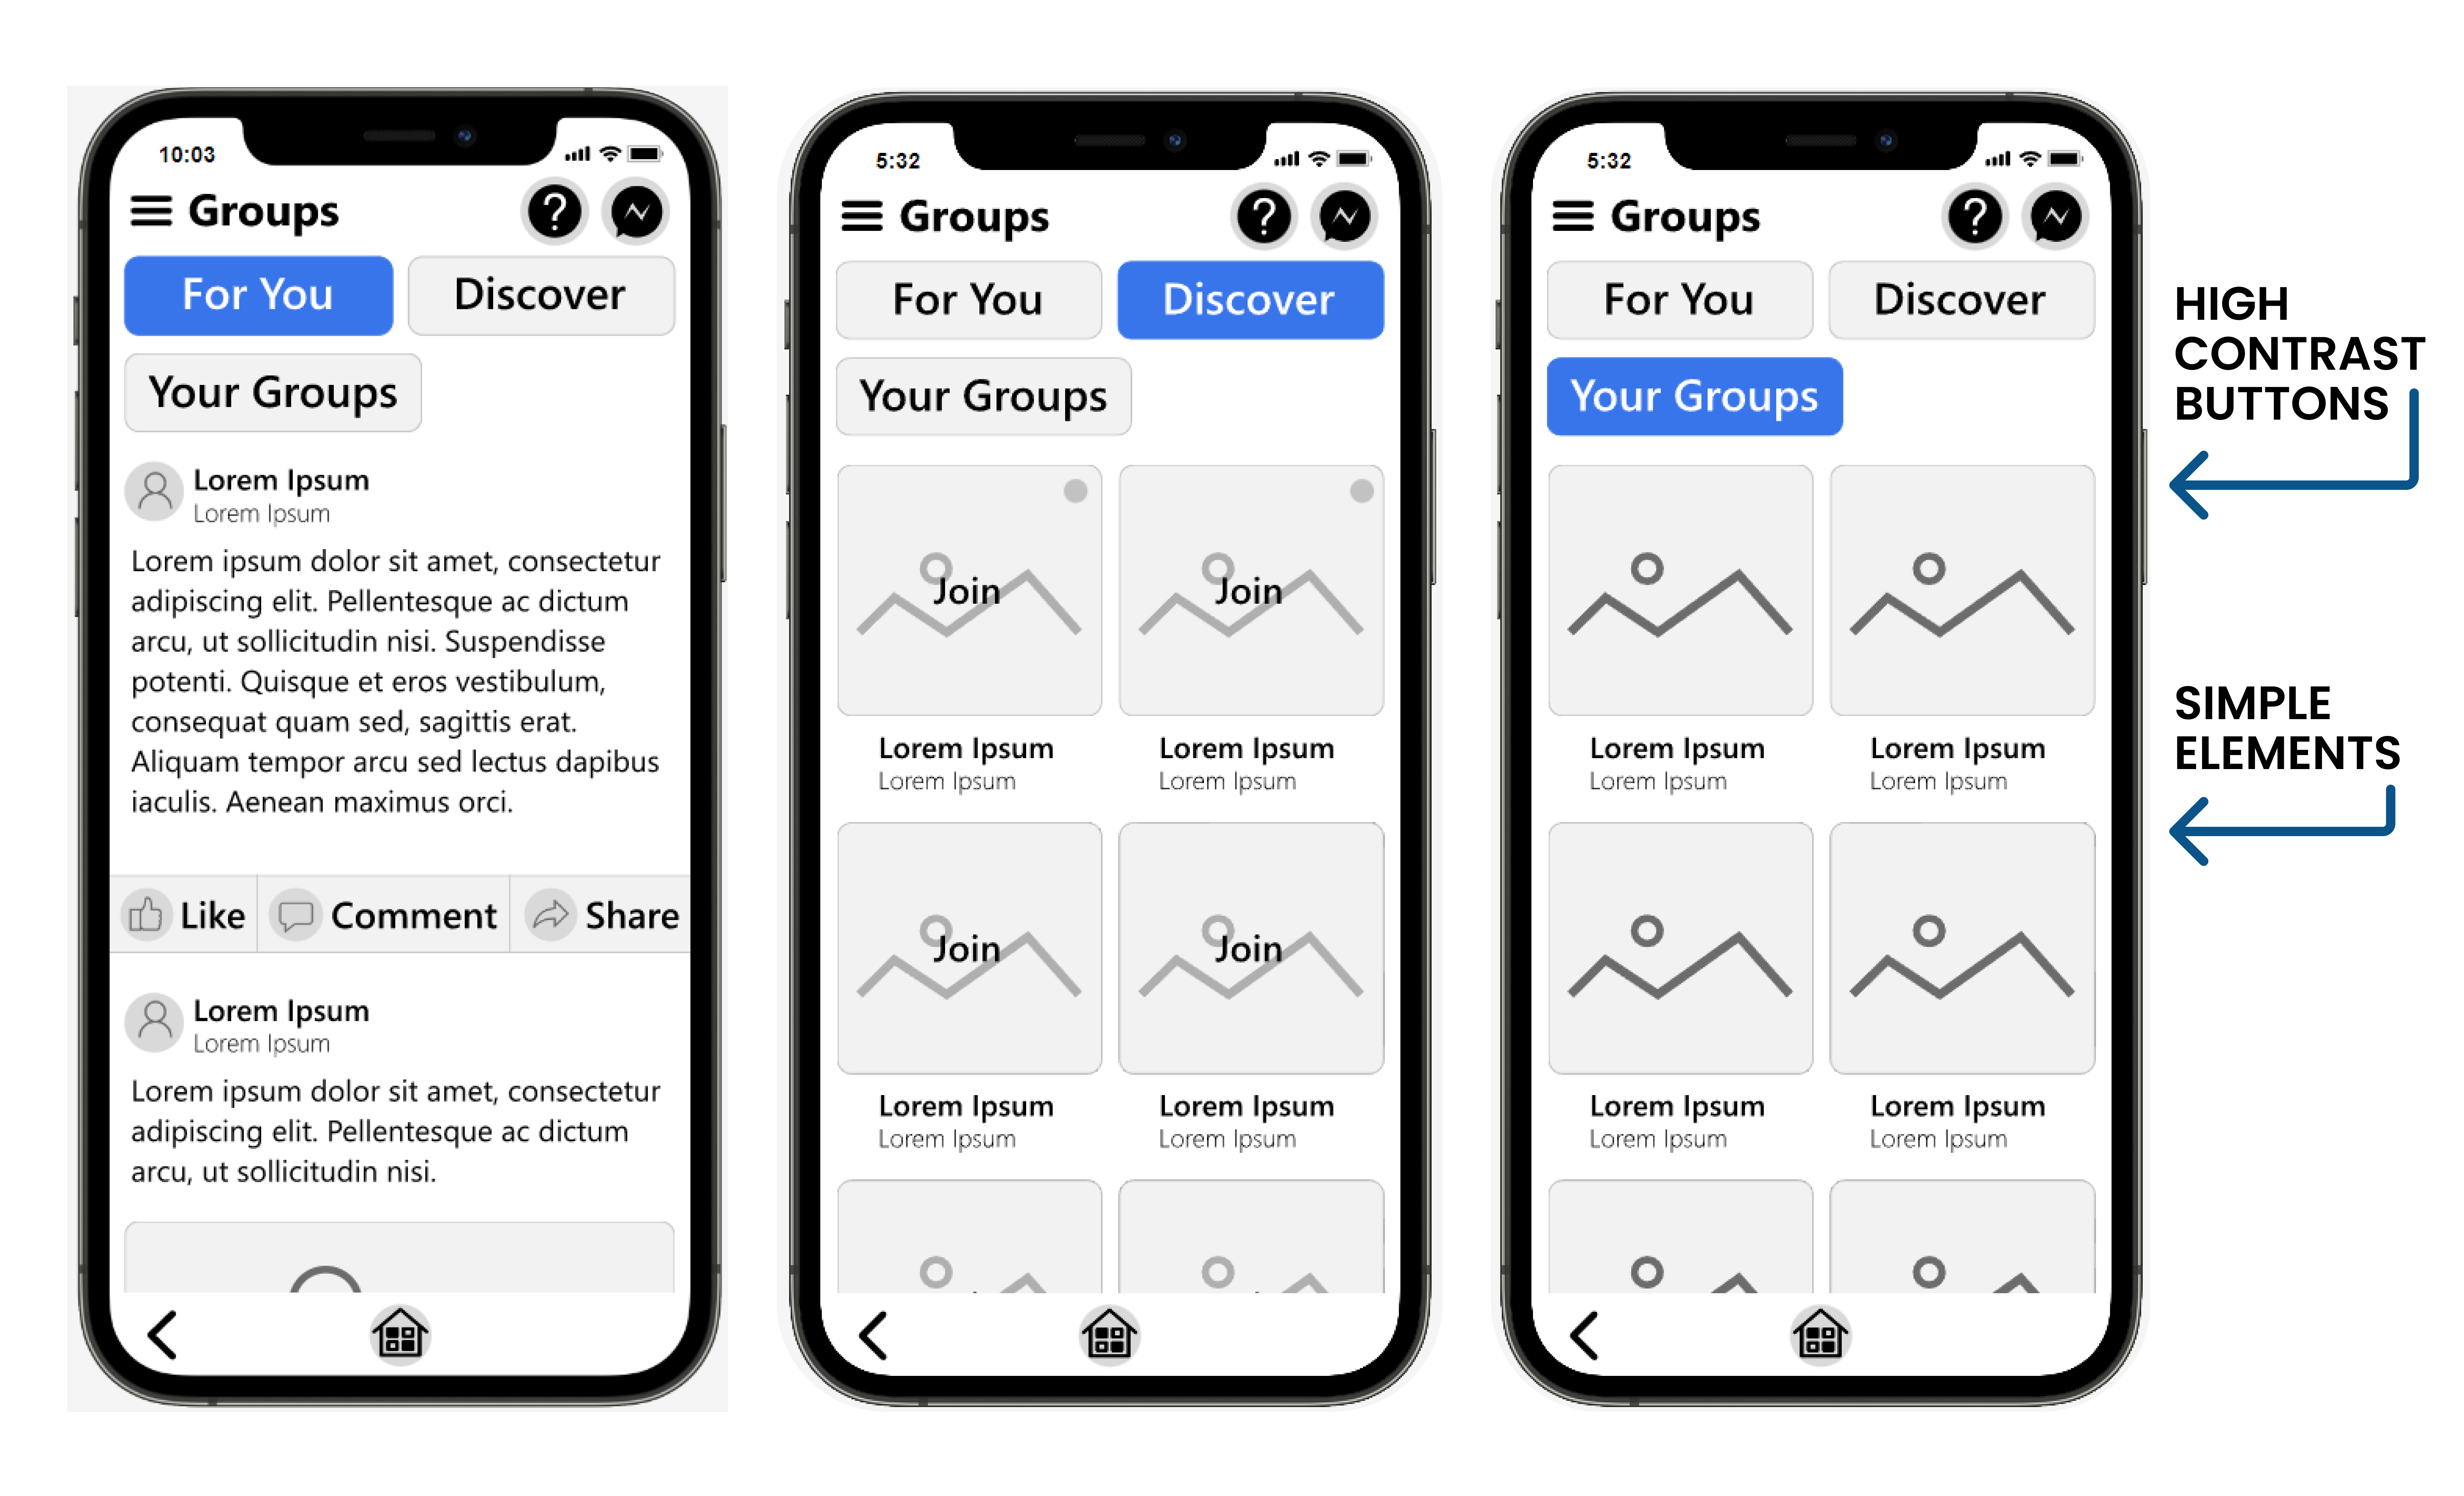 10:03
Groups
?
For You
Discover
Your Groups
Lorem Ipsum
Lorem Ipsum
Lorem ipsum dolor sit amet, consectetur
adipiscing elit. Pellentesque ac dictum
arcu, ut sollicitudin nisi. Suspendisse
potenti. Quisque et eros vestibulum,
consequat quam sed, sagittis erat.
Aliquam tempor arcu sed lectus dapibus
iaculis. Aenean maximus orci.
Like
Comment
Share
Lorem Ipsum
Lorem Ipsum
Lorem ipsum dolor sit amet, consectetur
adipiscing elit. Pellentesque ac dictum
arcu, ut sollicitudin nisi.
5:32
Groups
?
For You
Discover
Your Groups
Join
Join
Lorem Ipsum
Lorem Ipsum
Lorem Ipsum
Lorem Ipsum
Join
Join
Lorem Ipsum
Lorem Ipsum
Lorem Ipsum
Lorem Ipsum
5:32
Groups
?
For You
Discover
Your Groups
Lorem Ipsum
Lorem Ipsum
Lorem Ipsum
Lorem Ipsum
Lorem Ipsum
Lorem Ipsum
Lorem Ipsum
Lorem Ipsum
HIGH
CONTRAST
BUTTONS
SIMPLE
ELEMENTS